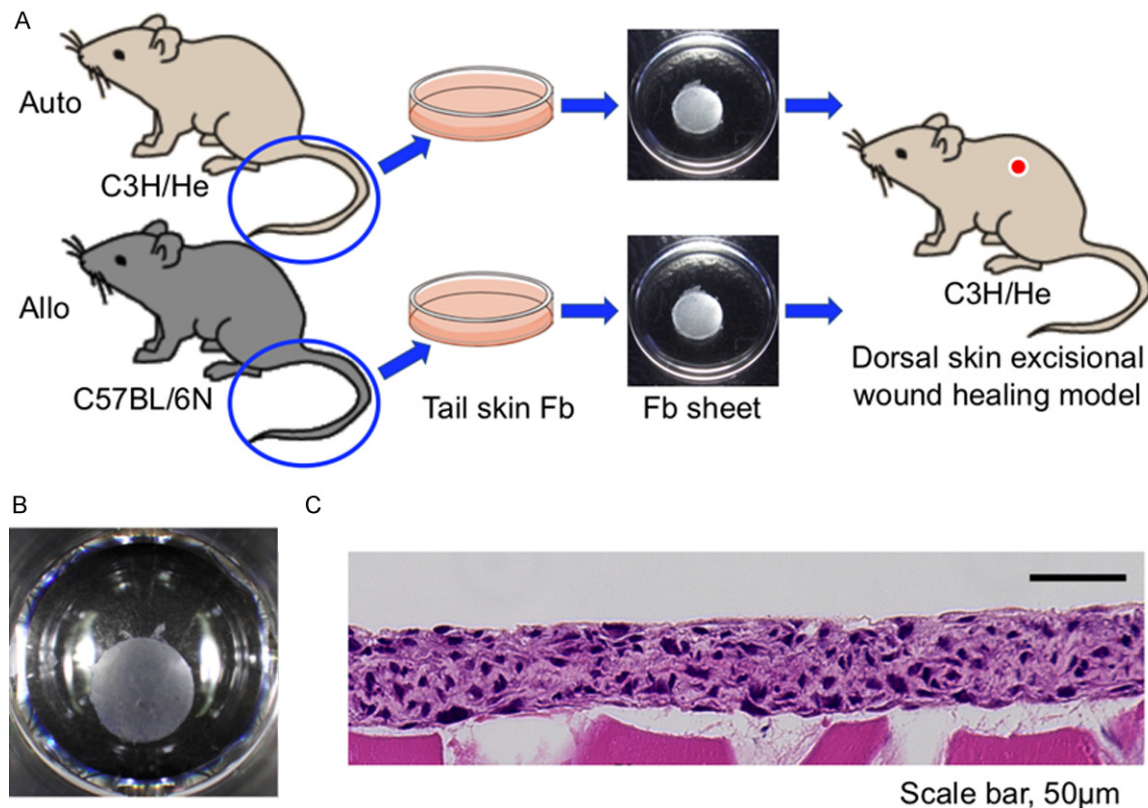 A
Auto
C3H/He
Allo
C57BL/6N
Tail skin Fb
Fb sheet
C3H/He
Dorsal skin excisional
wound healing model
B
C
Scale bar, 50μm